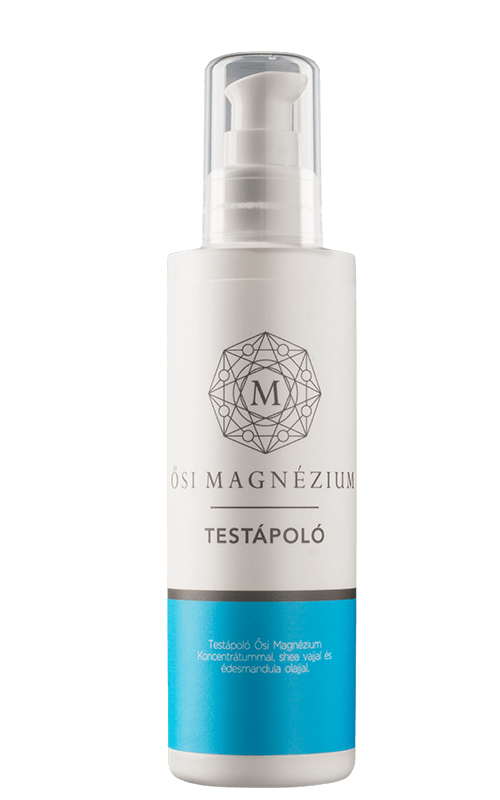 M
ŐSI MAGNÉZIUM
TESTÁPOLÓ
Testápoló Ősi Magnézium
Koncentrátummal, shea vajjal és
édesmandula olajjal.